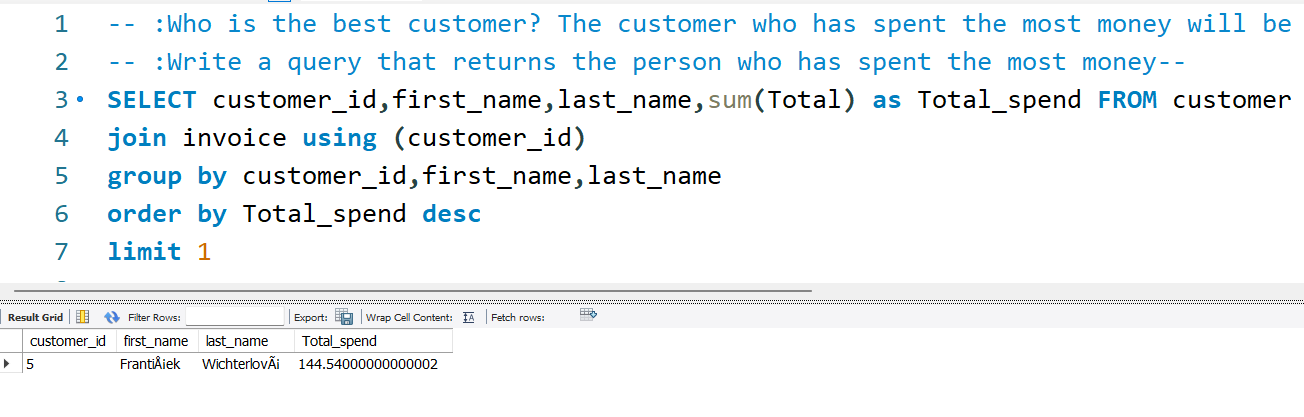 1 -- :Who is the best customer? The customer who has spent the most money will be
2 -- :Write a query that returns the person who has spent the most money--
3 SELECT customer_id,first_name,last_name,sum(Total) as Total_spend FROM customer
4 join invoice using (customer_id)
5 group by customer_id,first_name,last_name
6 order by Total_spend desc
7 limit 1
Result Grid Filter Rows: Export: Wrap Cell Content: Fetch rows:
customer_id first_name last_name Total_spend
5 FrantiÅ¡ek WichterlovÃ¡ 144.54000000000002